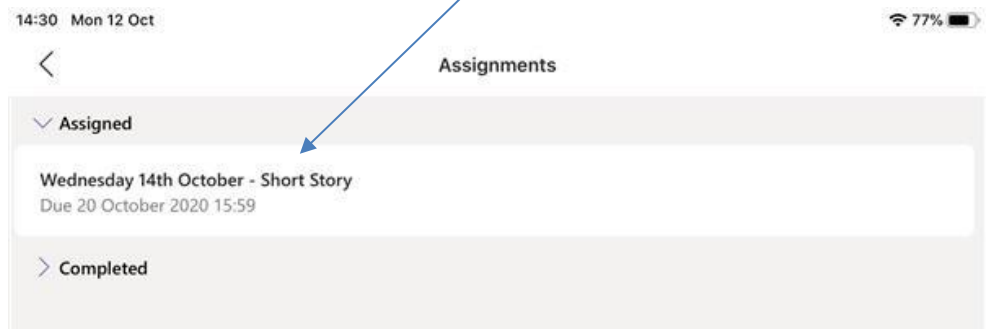 14:30 Mon 12 Oct 77%
Assignments
Assigned
Wednesday 14th October - Short Story
Due 20 October 2020 15:59
Completed